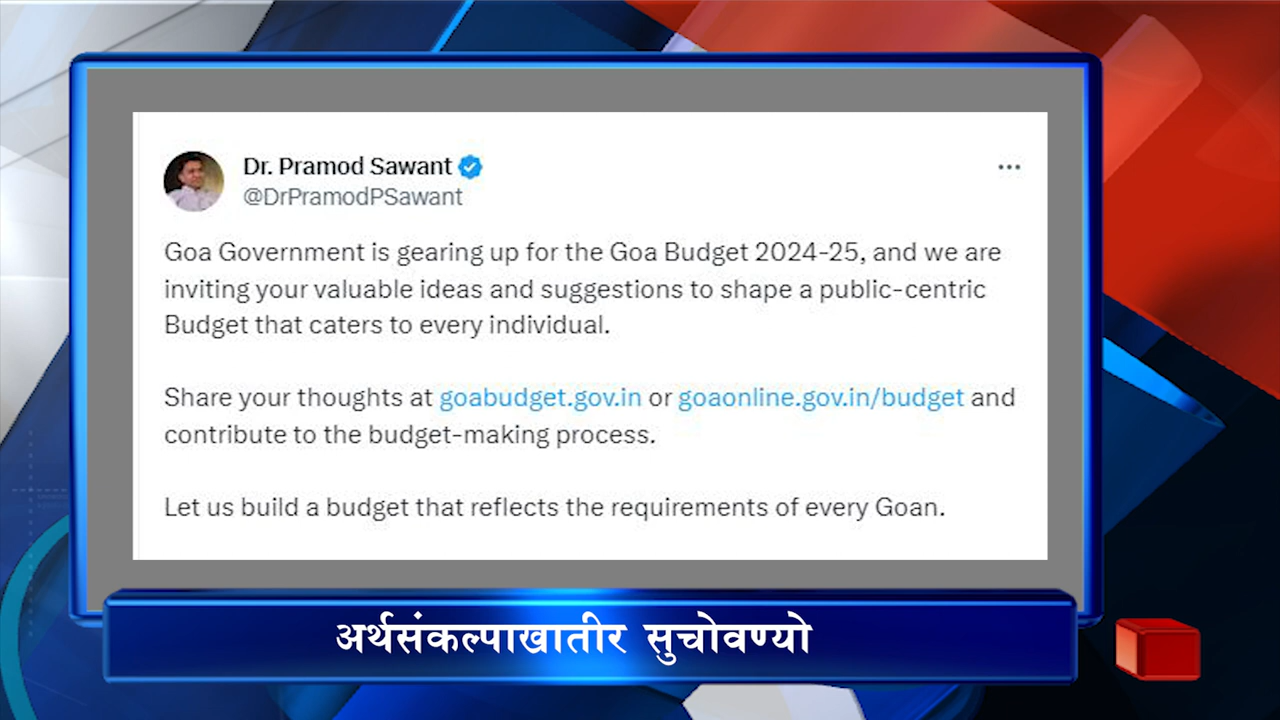 Dr. Pramod Sawant
@DrPramodPSawant
Goa Government is gearing up for the Goa Budget 2024-25, and we are
inviting your valuable ideas and suggestions to shape a public-centric
Budget that caters to every individual.
Share your thoughts at goabudget.gov.in or goaonline.gov.in/budget and
contribute to the budget-making process.
Let us build a budget that reflects the requirements of every Goan.
अर्थसंकल्पाखातीर सुचोवण्यो